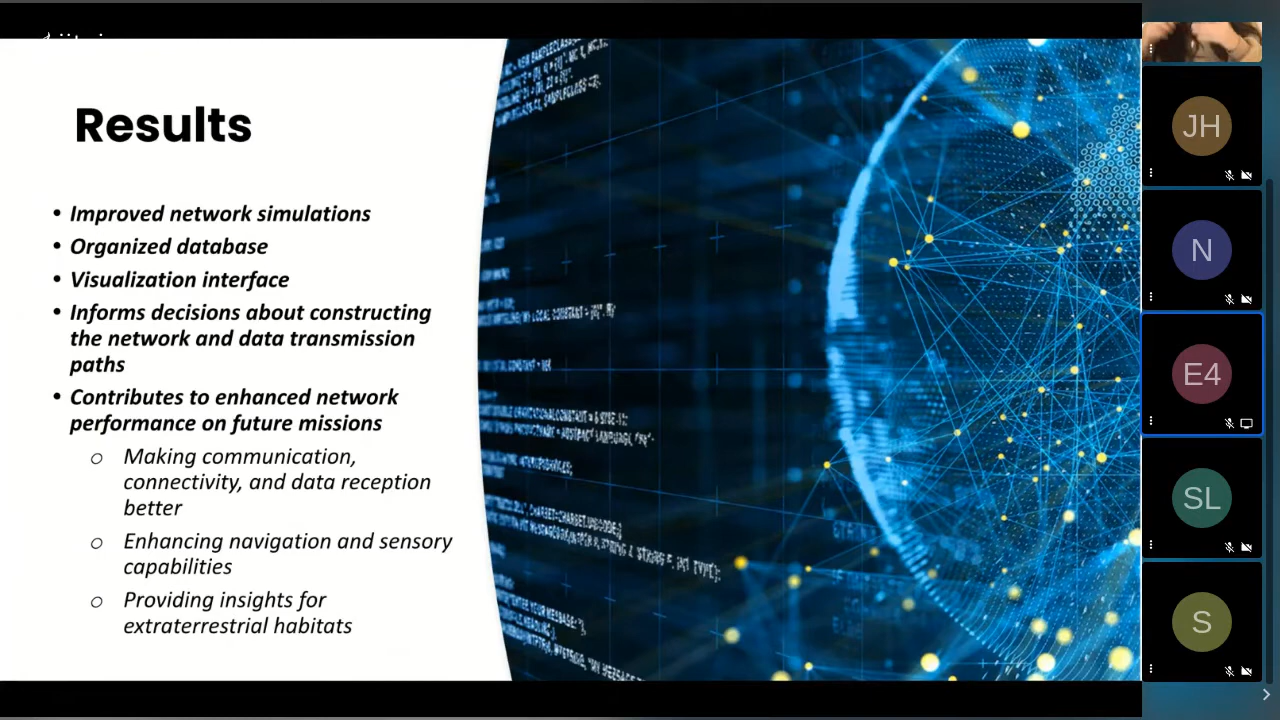 Results
• Improved network simulations
• Organized database
• Visualization interface
• Informs decisions about constructing
the network and data transmission
paths
• Contributes to enhanced network
performance on future missions
o Making communication,
connectivity, and data reception
better
o Enhancing navigation and sensory
capabilities
o Providing insights for
extraterrestrial habitats
JH
N
E4
SL
S